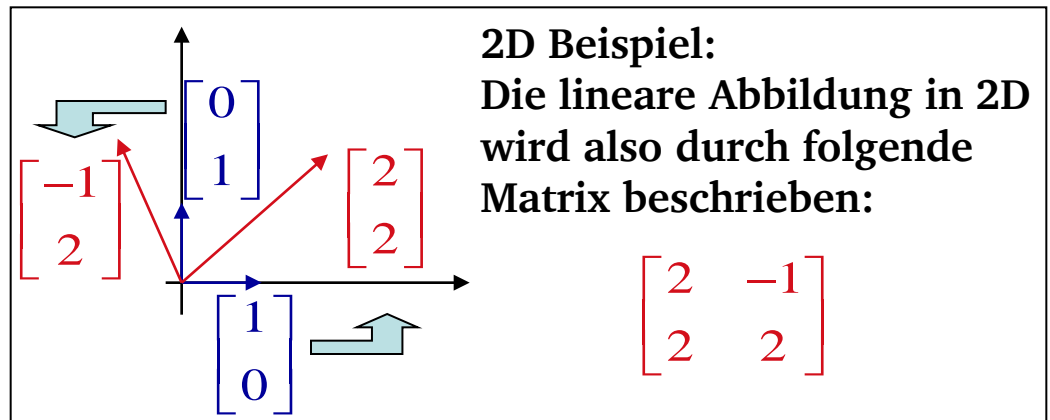 2D Beispiel:
Die lineare Abbildung in 2D
wird also durch folgende
Matrix beschrieben:
[0
1]
[−1
2]
[2
2]
[1
0]
[2 −1
2 2]